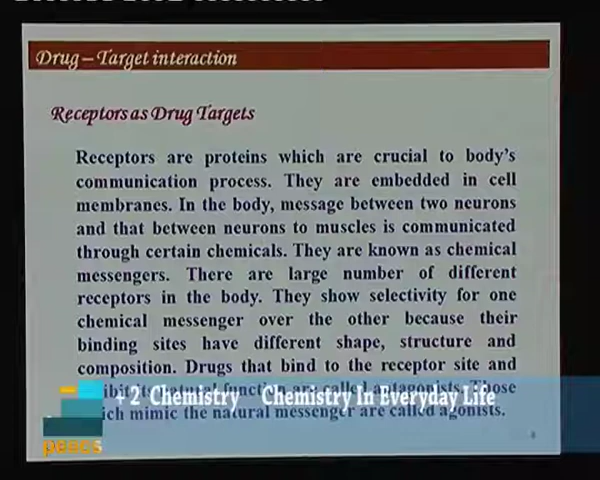 Drug – Target interaction
Receptors as Drug Targets
Receptors are proteins which are crucial to body's
communication process. They are embedded in cell
membranes. In the body, message between two neurons
and that between neurons to muscles is communicated
through certain chemicals. They are known as chemical
messengers. There are large number of different
receptors in the body. They show selectivity for one
chemical messenger over the other because their
binding sites have different shape, structure and
composition. Drugs that bind to the receptor site and
natural function are called antagonists. Those
mimic the natural messenger are called agonists.
+2 Chemistry Chemistry In Everyday Life
peacs